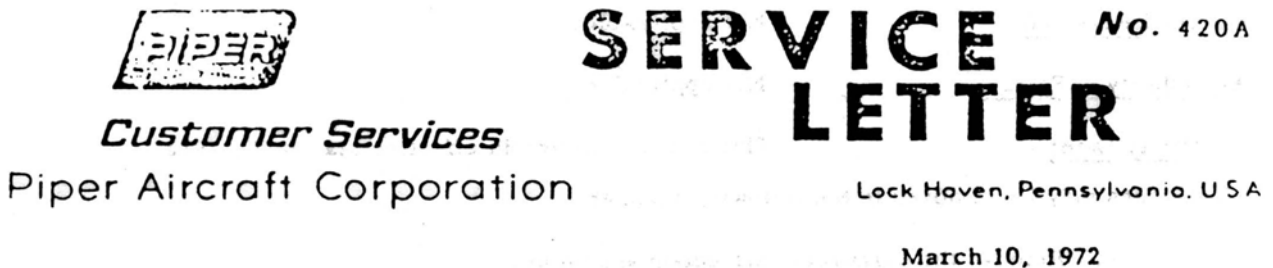 PIPER
SERVICE No. 420A
LETTER
Customer Services
Piper Aircraft Corporation
Lock Haven, Pennsylvania. U S A
March 10, 1972